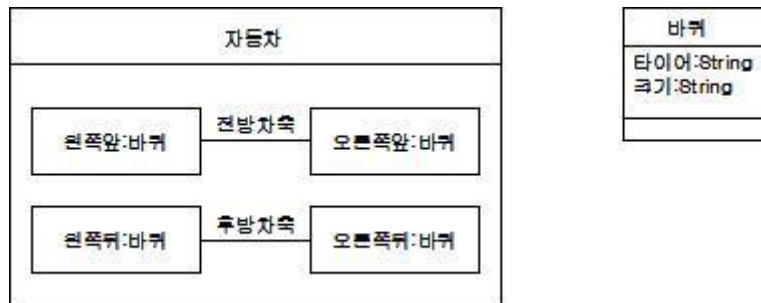 자동차
왼쪽앞:바퀴
전방차축
오른쪽앞:바퀴
왼쪽뒤:바퀴
후방차축
오른쪽뒤:바퀴
바퀴
타이어:String
크기:String